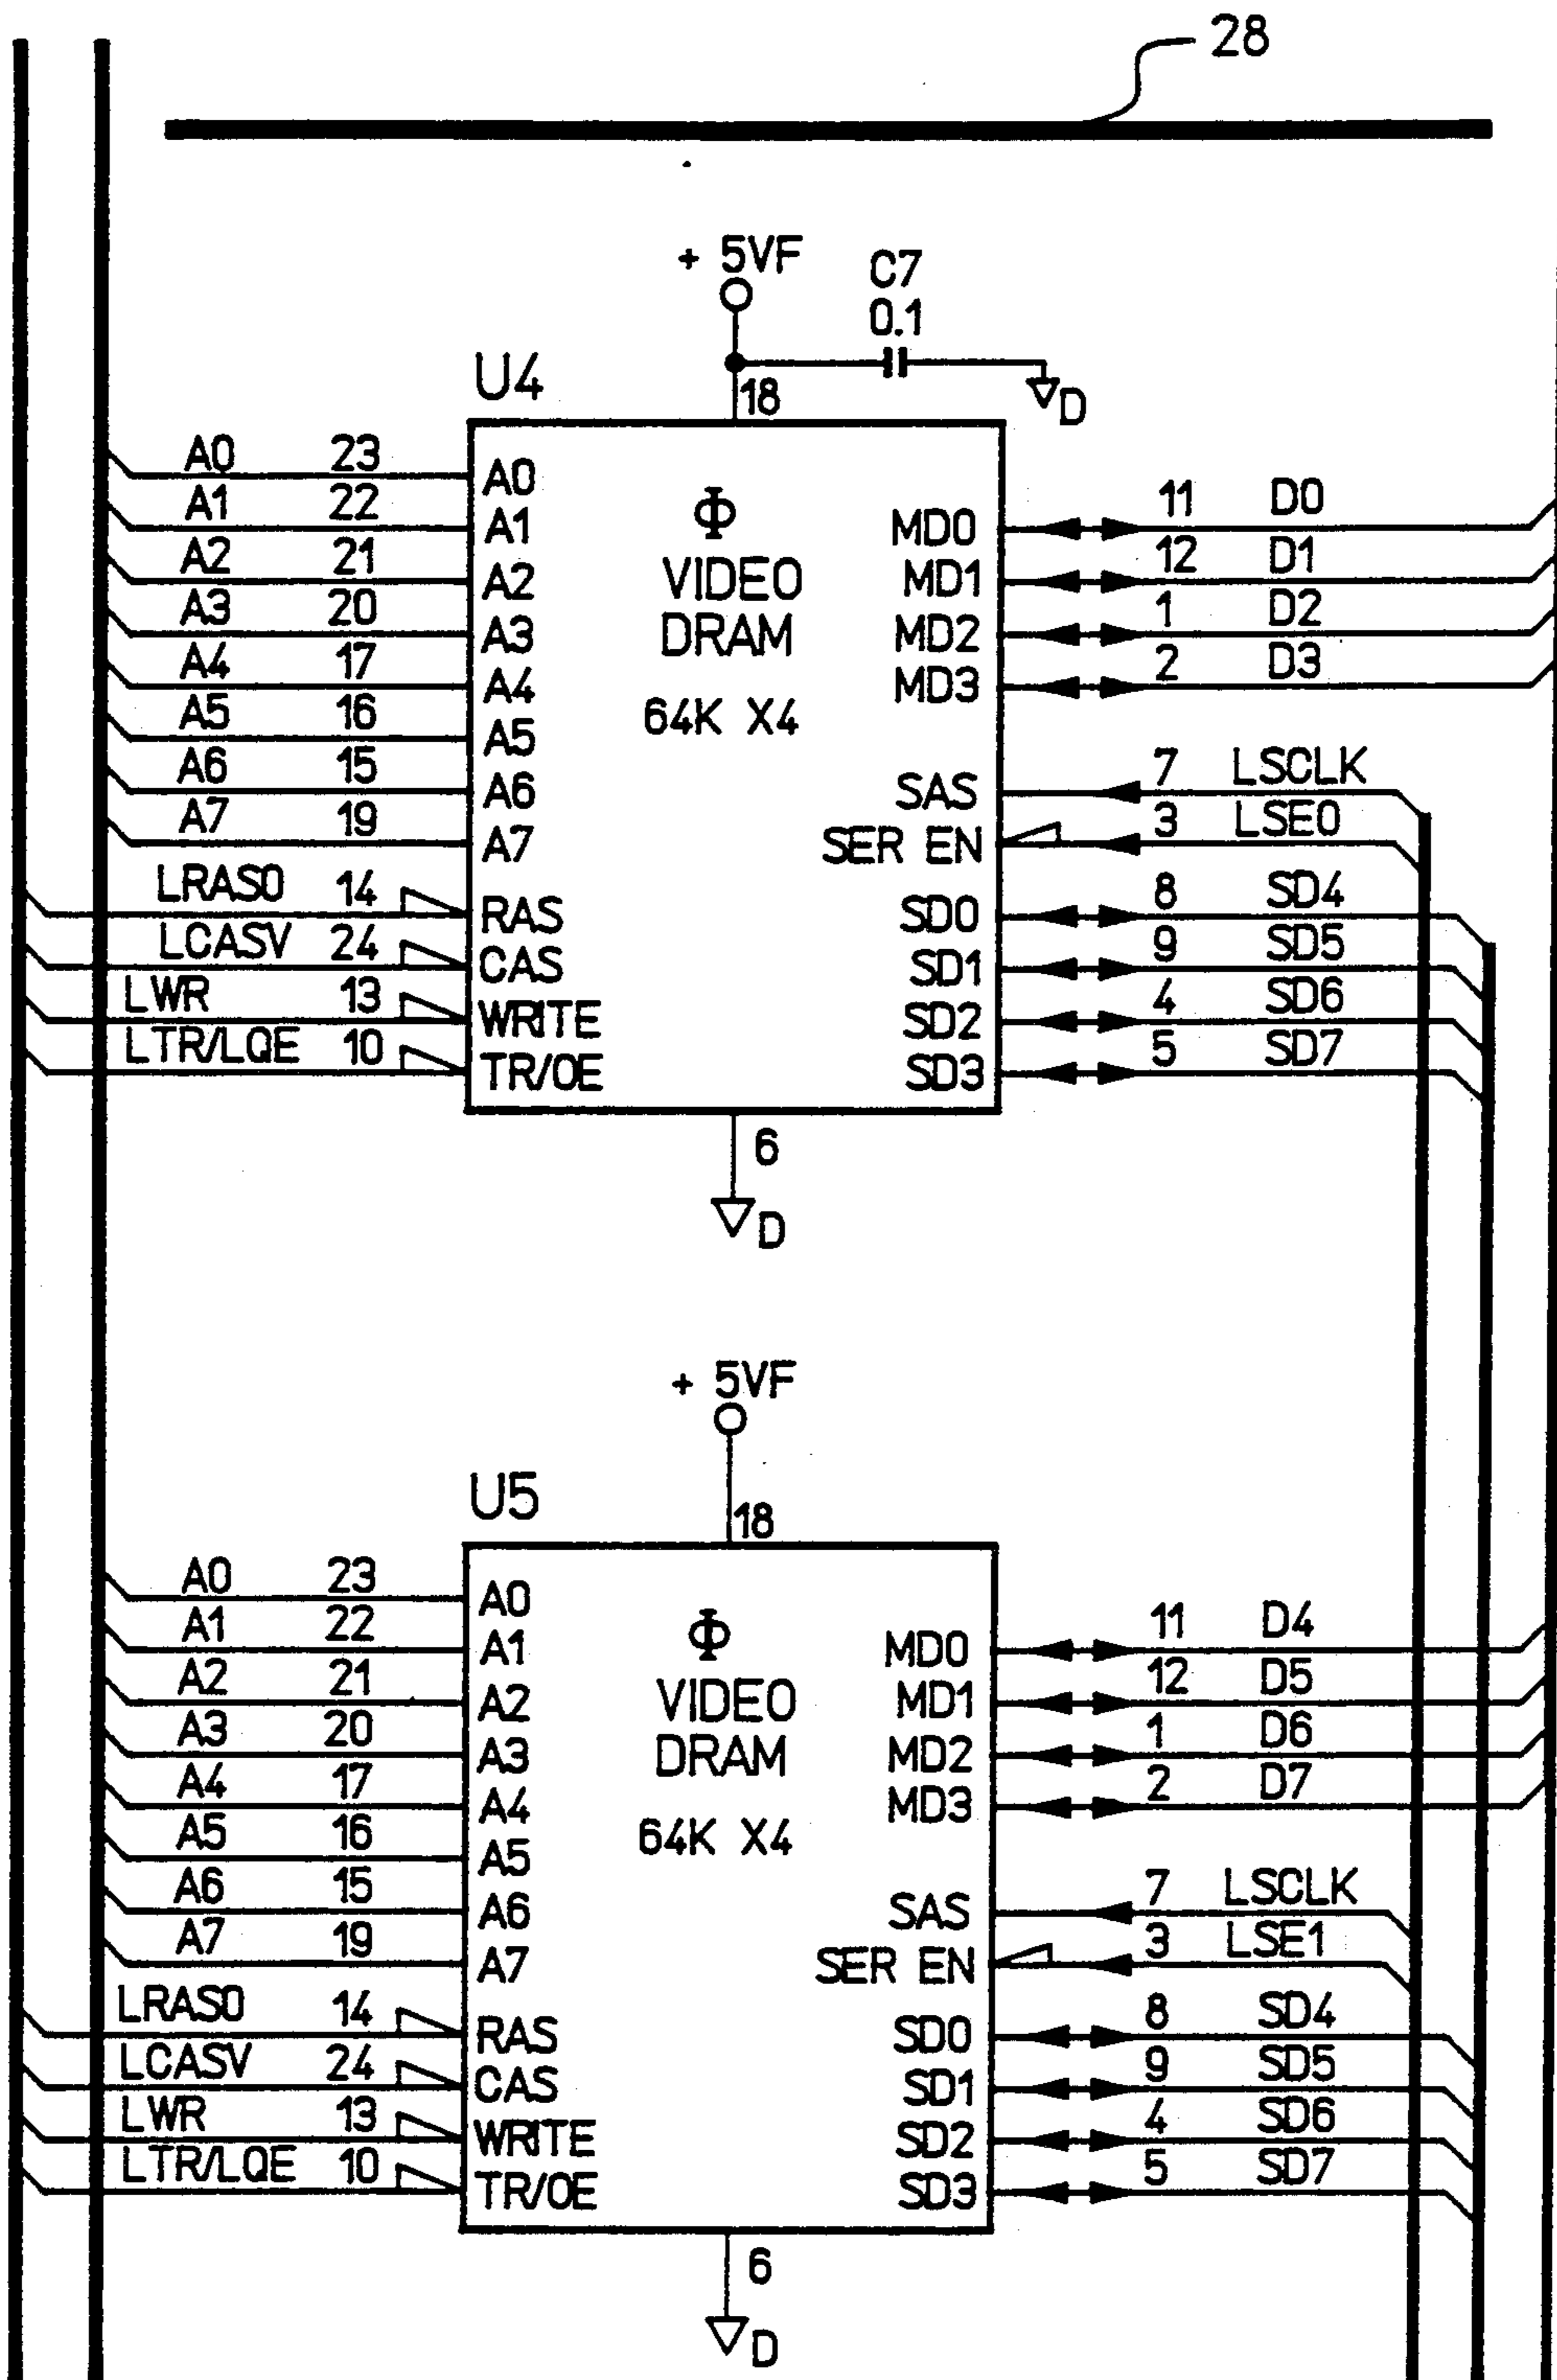 28
+ 5VF
C7
0.1
U4
18
D
A0 23 A0
A1 22 A1
A2 21 A2
A3 20 A3
A4 17 A4
A5 16 A5
A6 15 A6
A7 19 A7
LRAS0 14 RAS
LCASV 24 CAS
LWR 13 WRITE
LTR/LQE 10 TR/OE
Φ
VIDEO
DRAM
64K X4
MD0 11 D0
MD1 12 D1
MD2 1 D2
MD3 2 D3
SAS 7 LSCLK
SER EN 3 LSE0
SD0 8 SD4
SD1 9 SD5
SD2 4 SD6
SD3 5 SD7
6
D
+ 5VF
U5
18
A0 23 A0
A1 22 A1
A2 21 A2
A3 20 A3
A4 17 A4
A5 16 A5
A6 15 A6
A7 19 A7
LRAS0 14 RAS
LCASV 24 CAS
LWR 13 WRITE
LTR/LQE 10 TR/OE
Φ
VIDEO
DRAM
64K X4
MD0 11 D4
MD1 12 D5
MD2 1 D6
MD3 2 D7
SAS 7 LSCLK
SER EN 3 LSE1
SD0 8 SD4
SD1 9 SD5
SD2 4 SD6
SD3 5 SD7
6
D